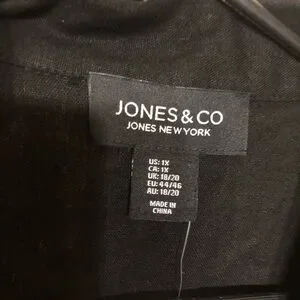 JONES & CO
JONES NEW YORK
US: 1X
CA: 1X
UK: 18/20
EU: 44/46
AU: 18/20
MADE IN
CHINA